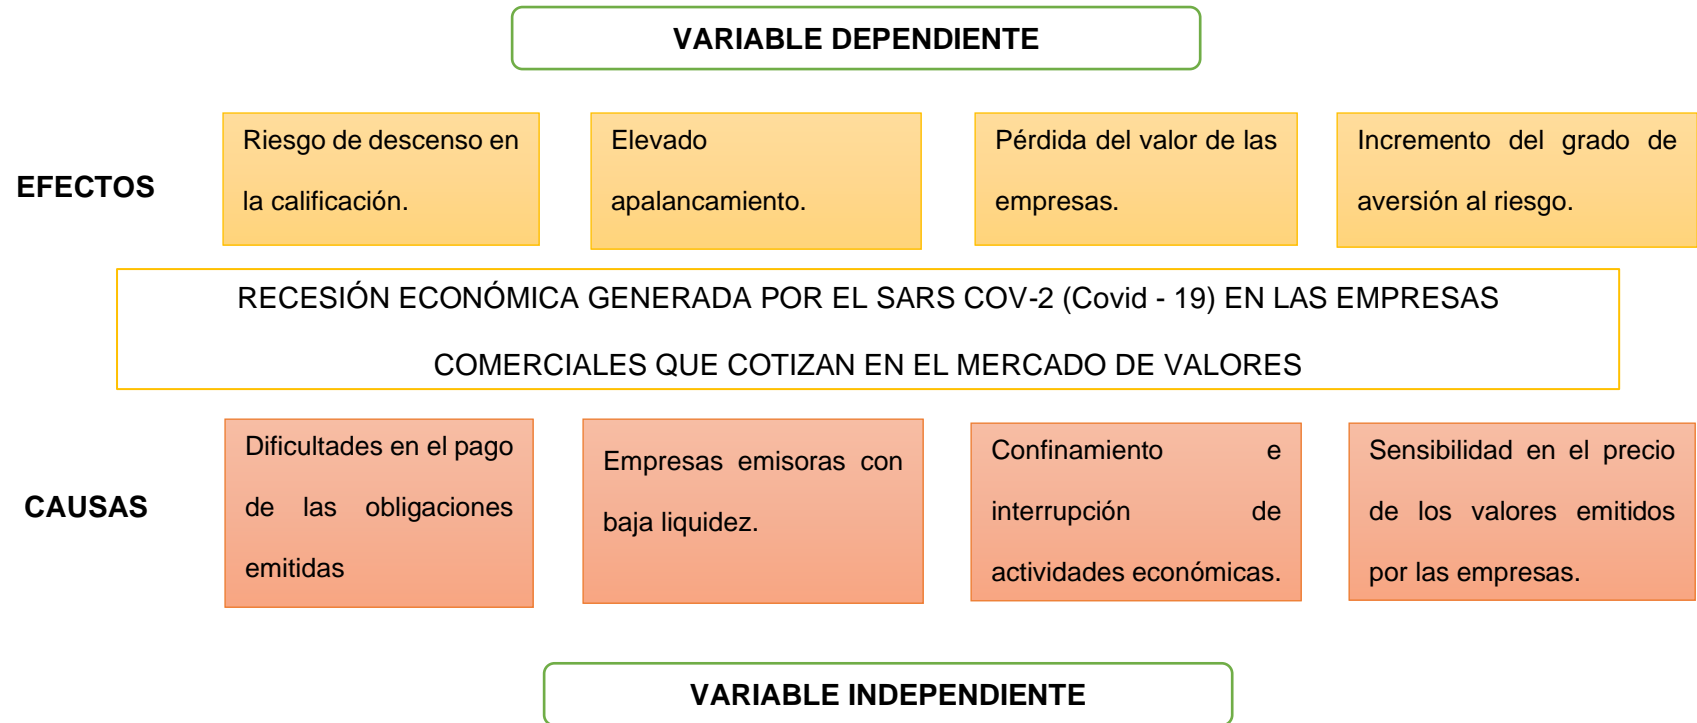 VARIABLE DEPENDIENTE
EFECTOS
Riesgo de descenso en
la calificación.
Elevado
apalancamiento.
Pérdida del valor de las
empresas.
Incremento del grado de
aversión al riesgo.
RECESIÓN ECONÓMICA GENERADA POR EL SARS COV-2 (Covid - 19) EN LAS EMPRESAS
COMERCIALES QUE COTIZAN EN EL MERCADO DE VALORES
CAUSAS
Dificultades en el pago
de las obligaciones
emitidas
Empresas emisoras con
baja liquidez.
Confinamiento e
interrupción de
actividades económicas.
Sensibilidad en el precio
de los valores emitidos
por las empresas.
VARIABLE INDEPENDIENTE